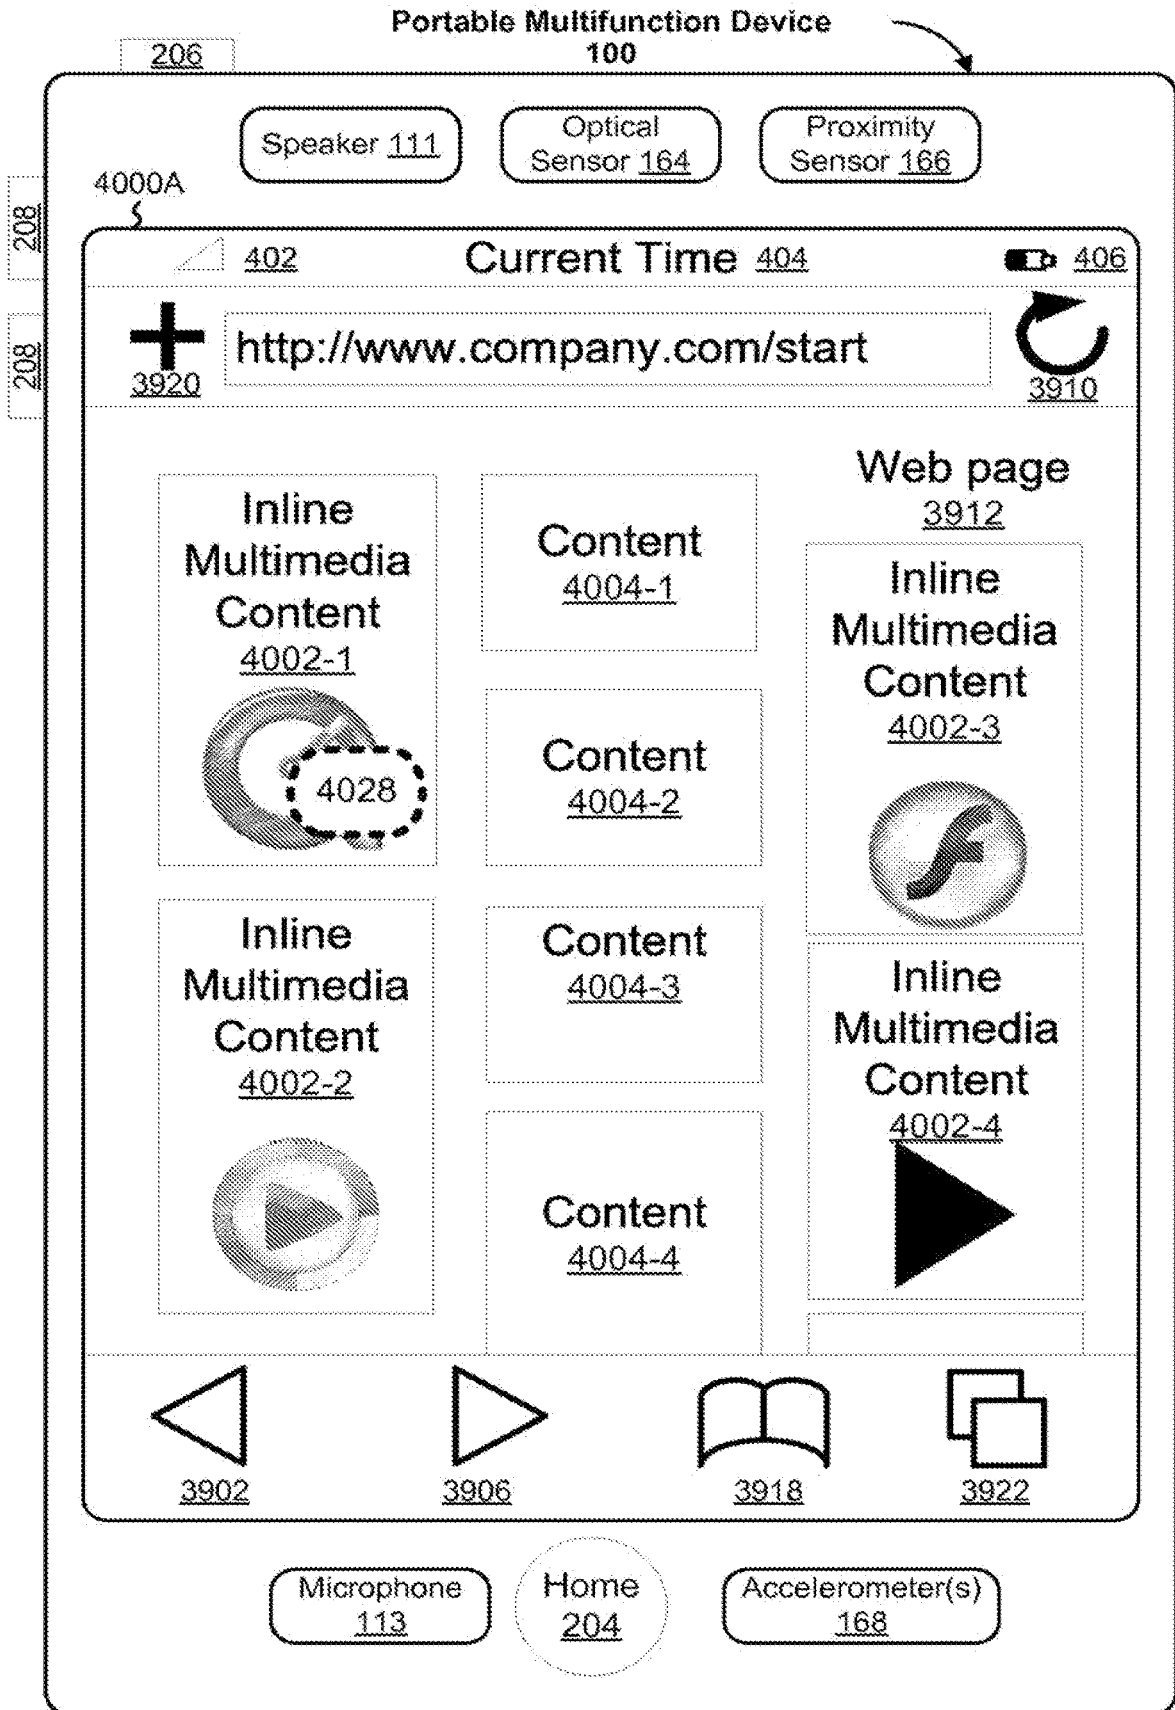 Portable Multifunction Device
100
206
Speaker 111
Optical
Sensor 164
Proximity
Sensor 166
4000A
208
208
402
Current Time 404
406
3920
http://www.company.com/start
3910
Inline
Multimedia
Content
4002-1
4028
Inline
Multimedia
Content
4002-2
Content
4004-1
Content
4004-2
Content
4004-3
Content
4004-4
Web page
3912
Inline
Multimedia
Content
4002-3
Inline
Multimedia
Content
4002-4
3902
3906
3918
3922
Microphone
113
Home
204
Accelerometer(s)
168